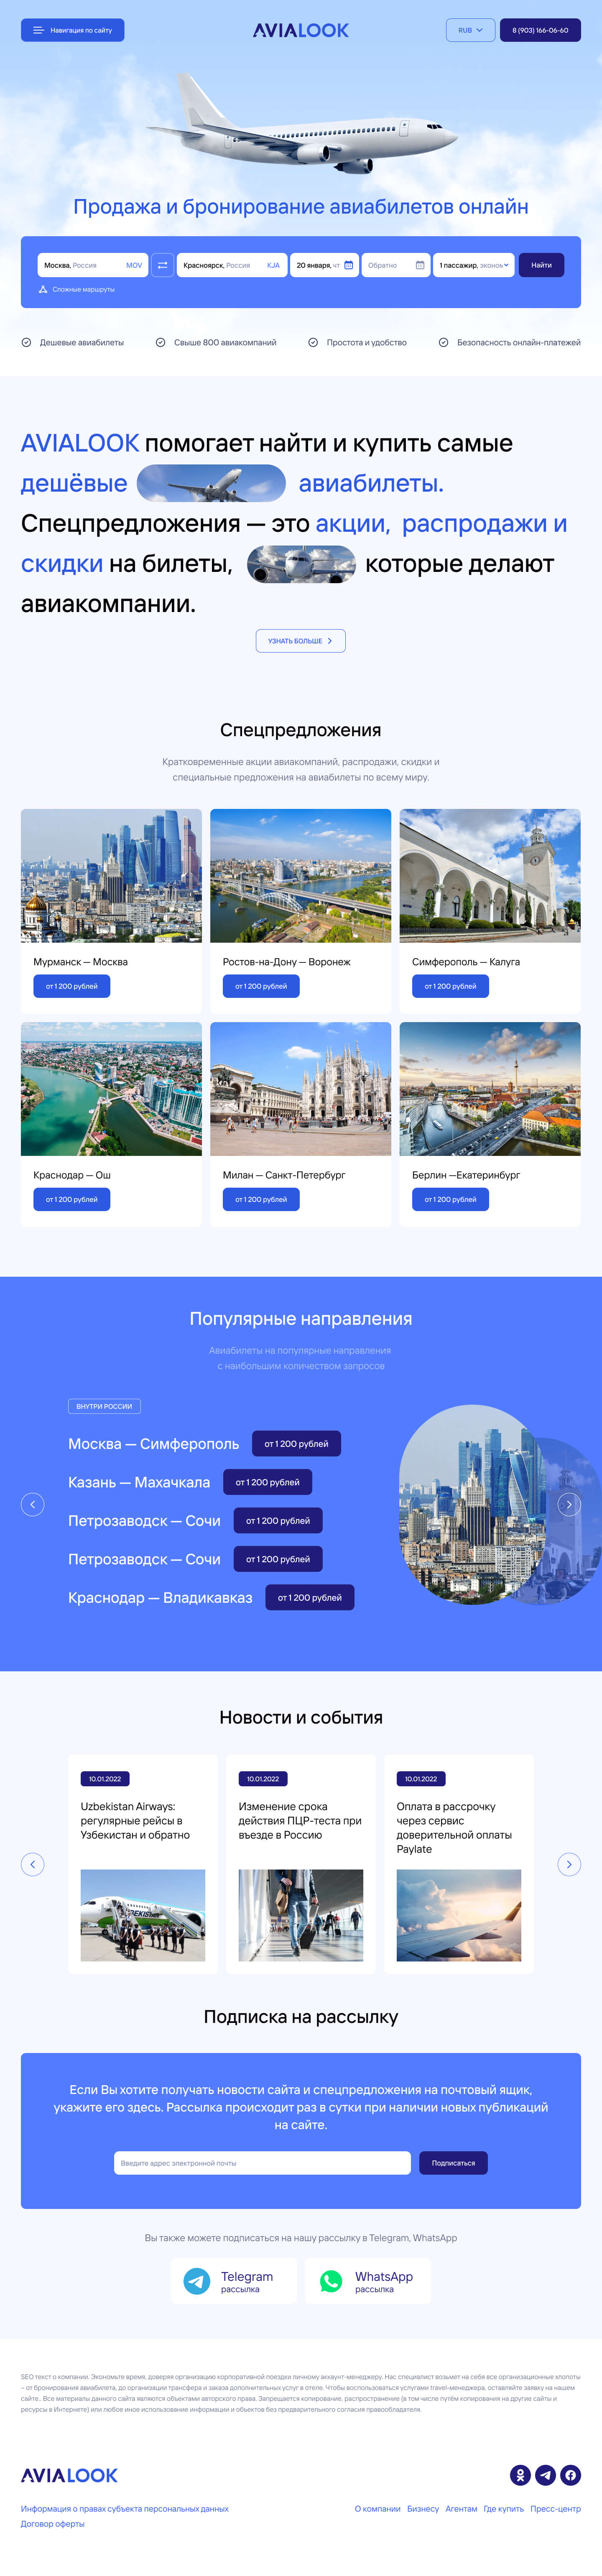 Навигация по сайту
AVIALOOK
RUB
8 (903) 166-06-60
Продажа и бронирование авиабилетов онлайн
Москва, Россия MOV
Красноярск, Россия KJA
20 января, чт
Обратно
1 пассажир, эконом
Найти
Сложные маршруты
Дешевые авиабилеты
Свыше 800 авиакомпаний
Простота и удобство
Безопасность онлайн-платежей
AVIALOOK помогает найти и купить самые
дешёвые авиабилеты.
Спецпредложения — это акции, распродажи и
скидки на билеты, которые делают
авиакомпании.
УЗНАТЬ БОЛЬШЕ
Спецпредложения
Кратковременные акции авиакомпаний, распродажи, скидки и
специальные предложения на авиабилеты по всему миру.
Мурманск — Москва
от 1 200 рублей
Ростов-на-Дону — Воронеж
от 1 200 рублей
Симферополь — Калуга
от 1 200 рублей
Краснодар — Ош
от 1 200 рублей
Милан — Санкт-Петербург
от 1 200 рублей
Берлин —Екатеринбург
от 1 200 рублей
Популярные направления
Авиабилеты на популярные направления
с наибольшим количеством запросов
ВНУТРИ РОССИИ
Москва — Симферополь от 1 200 рублей
Казань — Махачкала от 1 200 рублей
Петрозаводск — Сочи от 1 200 рублей
Петрозаводск — Сочи от 1 200 рублей
Краснодар — Владикавказ от 1 200 рублей
Новости и события
10.01.2022
Uzbekistan Airways:
регулярные рейсы в
Узбекистан и обратно
10.01.2022
Изменение срока
действия ПЦР-теста при
въезде в Россию
10.01.2022
Оплата в рассрочку
через сервис
доверительной оплаты
Paylate
Подписка на рассылку
Если Вы хотите получать новости сайта и спецпредложения на почтовый ящик,
укажите его здесь. Рассылка происходит раз в сутки при наличии новых публикаций
на сайте.
Введите адрес электронной почты
Подписаться
Вы также можете подписаться на нашу рассылку в Telegram, WhatsApp
Telegram
рассылка
WhatsApp
рассылка
SEO текст о компании. Экономьте время, доверяя организацию корпоративной поездки личному аккаунт-менеджеру. Нас специалист возьмет на себя все организационные хлопоты
– от бронирования авиабилета, до организации трансфера и заказа дополнительных услуг в отеле. Чтобы воспользоваться услугами travel-менеджера, оставляйте заявку на нашем
сайте.. Все материалы данного сайта являются объектами авторского права. Запрещается копирование, распространение (в том числе путём копирования на другие сайты и
ресурсы в Интернете) или любое иное использование информации и объектов без предварительного согласия правообладателя.
AVIALOOK
Информация о правах субъекта персональных данных
Договор оферты
О компании Бизнесу Агентам Где купить Пресс-центр